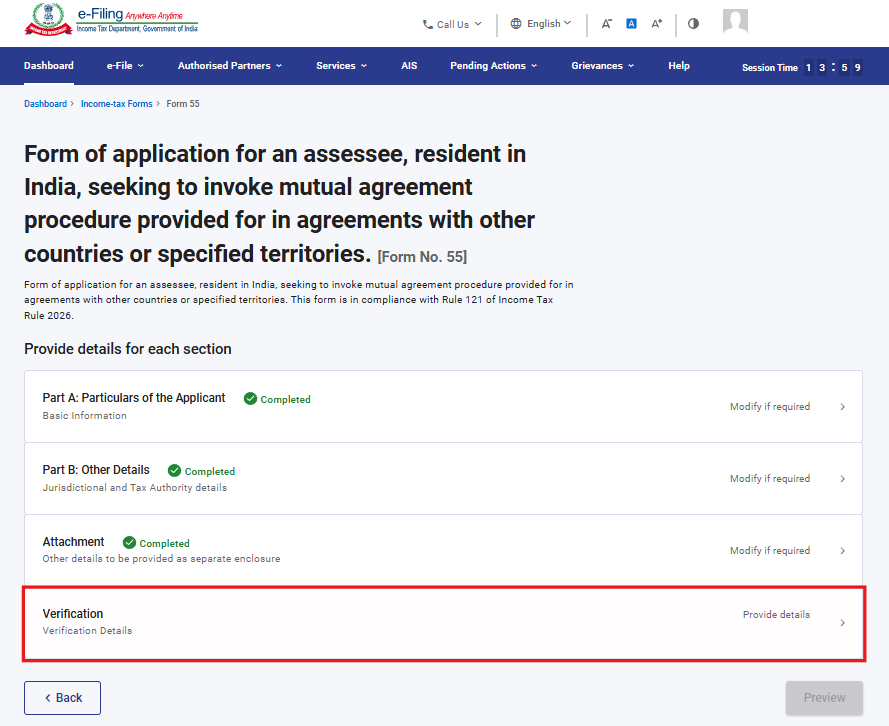 e-Filing Anywhere Anytime
Income Tax Department, Government of India
Call Us
English
A-
A
A+
Dashboard
e-File
Authorised Partners
Services
AIS
Pending Actions
Grievances
Help
Session Time 1 3 : 5 9
Dashboard > Income-tax Forms > Form 55
Form of application for an assessee, resident in
India, seeking to invoke mutual agreement
procedure provided for in agreements with other
countries or specified territories. [Form No. 55]
Form of application for an assessee, resident in India, seeking to invoke mutual agreement procedure provided for in
agreements with other countries or specified territories. This form is in compliance with Rule 121 of Income Tax
Rule 2026.
Provide details for each section
Part A: Particulars of the Applicant
Completed
Basic Information
Modify if required
Part B: Other Details
Completed
Jurisdictional and Tax Authority details
Modify if required
Attachment
Completed
Other details to be provided as separate enclosure
Modify if required
Verification
Verification Details
Provide details
< Back
Preview